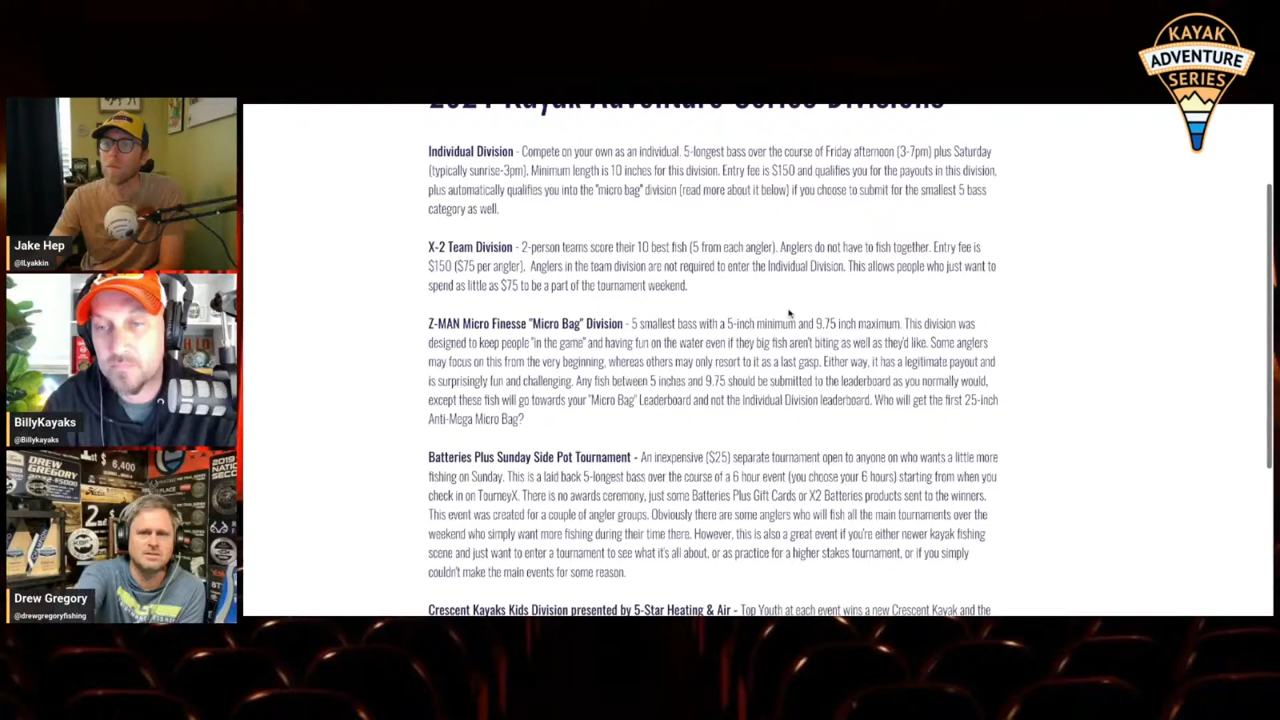 KAYAK
ADVENTURE
SERIES
2024 Kayak Adventure Series Divisions
Individual Division - Compete on your own as an individual. 5-longest bass over the course of Friday afternoon (3-7pm) plus Saturday
(typically sunrise-3pm). Minimum length is 10 inches for this division. Entry fee is $150 and qualifies you for the payouts in this division,
plus automatically qualifies you into the "micro bag" division (read more about it below) if you choose to submit for the smallest 5 bass
category as well.
X-2 Team Division - 2-person teams score their 10 best fish (5 from each angler). Anglers do not have to fish together. Entry fee is
$150 ($75 per angler). Anglers in the team division are not required to enter the Individual Division. This allows people who just want to
spend as little as $75 to be a part of the tournament weekend.
Z-MAN Micro Finesse "Micro Bag" Division - 5 smallest bass with a 5-inch minimum and 9.75 inch maximum. This division was
designed to keep people "in the game" and having fun on the water even if they big fish aren't biting as well as they'd like. Some anglers
may focus on this from the very beginning, whereas others may only resort to it as a last gasp. Either way, it has a legitimate payout and
is surprisingly fun and challenging. Any fish between 5 inches and 9.75 should be submitted to the leaderboard as you normally would,
except these fish will go towards your "Micro Bag" Leaderboard and not the Individual Division leaderboard. Who will get the first 25-inch
Anti-Mega Micro Bag?
Batteries Plus Sunday Side Pot Tournament - An inexpensive ($25) separate tournament open to anyone on who wants a little more
fishing on Sunday. This is a laid back 5-longest bass over the course of a 6 hour event (you choose your 6 hours) starting from when you
check in on TourneyX. There is no awards ceremony, just some Batteries Plus Gift Cards or X2 Batteries products sent to the winners.
This event was created for a couple of angler groups. Obviously there are some anglers who will fish all the main tournaments over the
weekend who simply want more fishing during their time there. However, this is also a great event if you're either newer kayak fishing
scene and just want to enter a tournament to see what it's all about, or as practice for a higher stakes tournament, or if you simply
couldn't make the main events for some reason.
Crescent Kayaks Kids Division presented by 5-Star Heating & Air - Top Youth at each event wins a new Crescent Kayak and the
Jake Hep
@ILyakkin
BillyKayaks
@Billykayaks
DREW
GREGORY
6,400
2nd
KBF
2019
Drew Gregory
@drewgregoryfishing